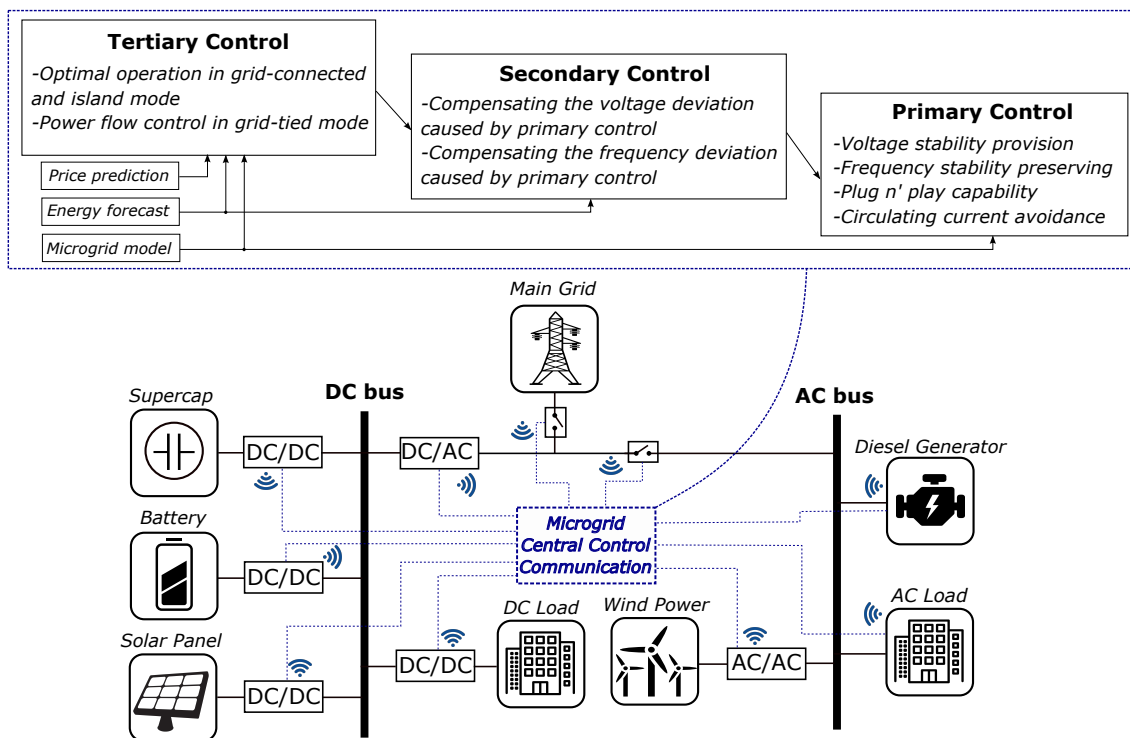 Tertiary Control
-Optimal operation in grid-connected
and island mode
-Power flow control in grid-tied mode
Secondary Control
-Compensating the voltage deviation
caused by primary control
-Compensating the frequency deviation
caused by primary control
Primary Control
-Voltage stability provision
-Frequency stability preserving
-Plug n' play capability
-Circulating current avoidance
Price prediction
Energy forecast
Microgrid model
Main Grid
Supercap
DC bus
AC bus
DC/DC
DC/AC
Diesel Generator
Battery
DC/DC
Microgrid
Central Control
Communication
Solar Panel
DC/DC
DC/DC
DC Load
Wind Power
AC/AC
AC Load